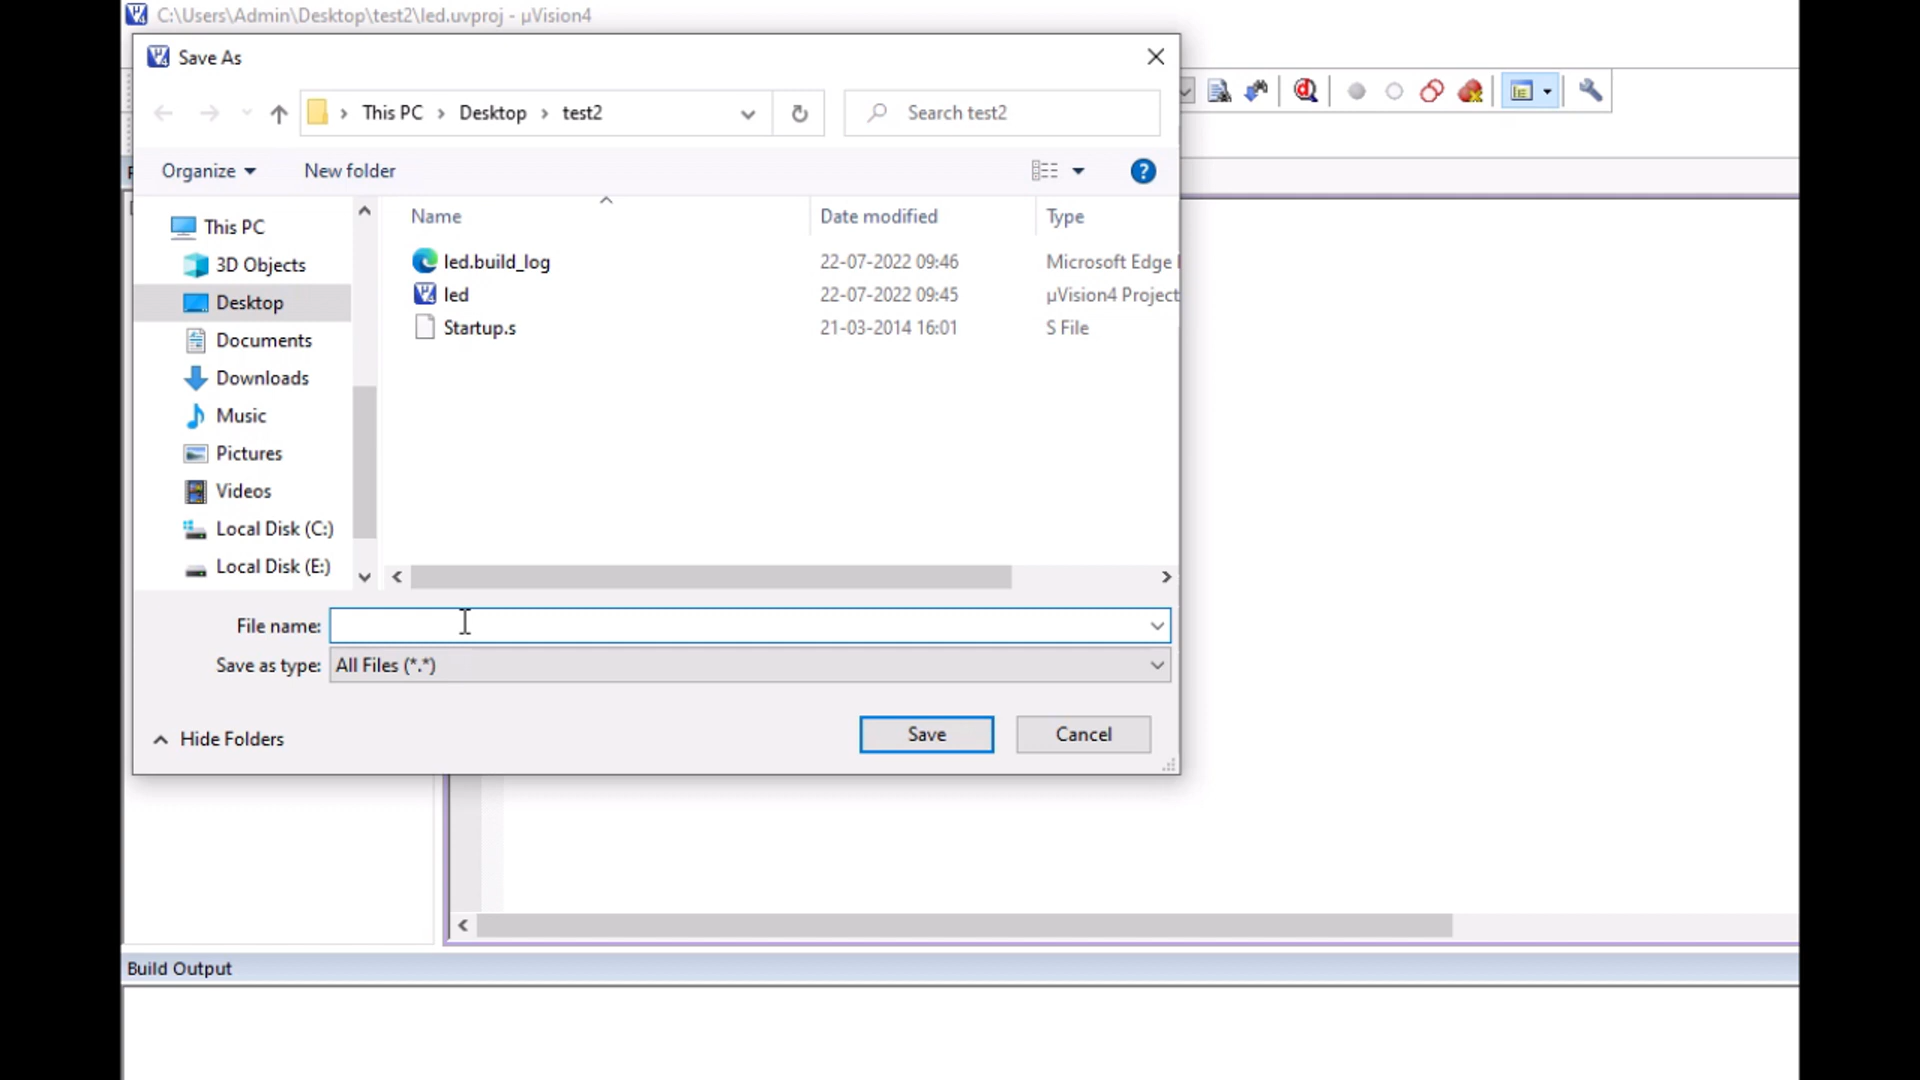 C:\Users\Admin\Desktop\test2\led.uvproj - µVision4
Save As
This PC > Desktop > test2
Search test2
Organize
New folder
Name Date modified Type
This PC
3D Objects
Desktop
Documents
Downloads
Music
Pictures
Videos
Local Disk (C:)
Local Disk (E:)
led.build_log 22-07-2022 09:46 Microsoft Edge
led 22-07-2022 09:45 µVision4 Project
Startup.s 21-03-2014 16:01 S File
File name:
Save as type: All Files (*.*)
Hide Folders
Save
Cancel
Build Output